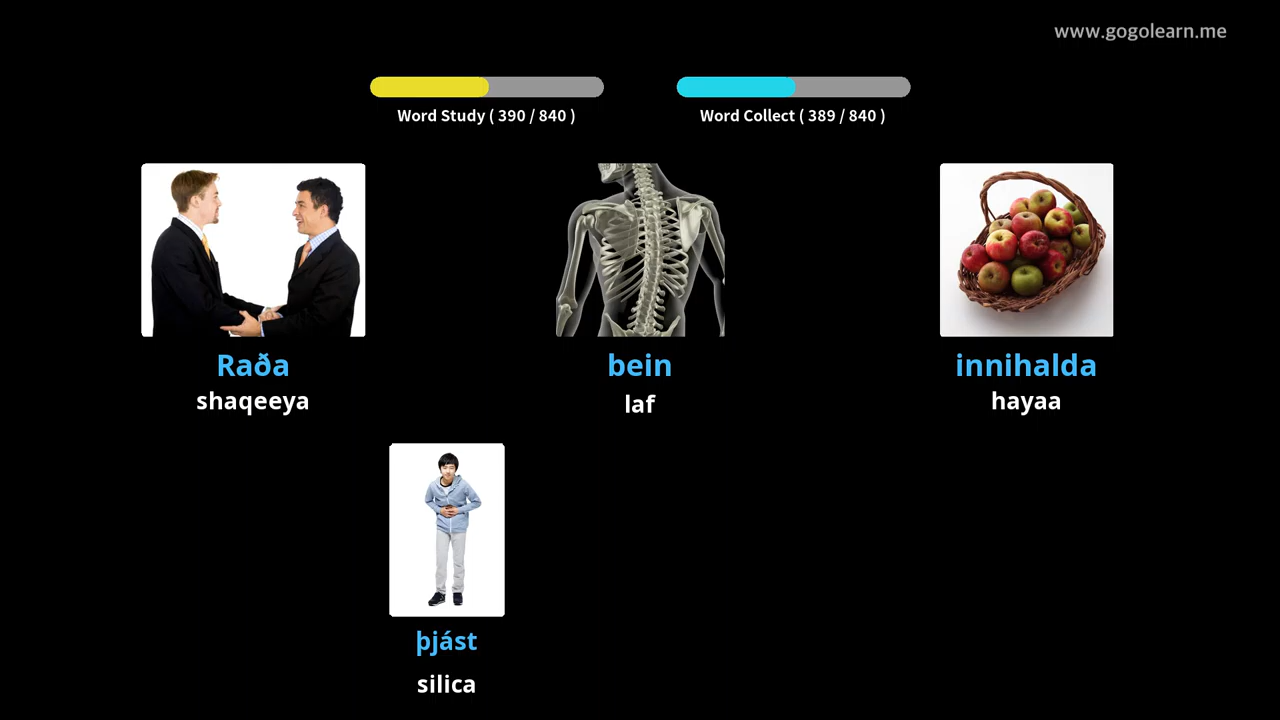 www.gogolearn.me
Word Study ( 390 / 840 )
Word Collect ( 389 / 840 )
Raða
shaqeeya
bein
laf
innihalda
hayaa
þjást
silica